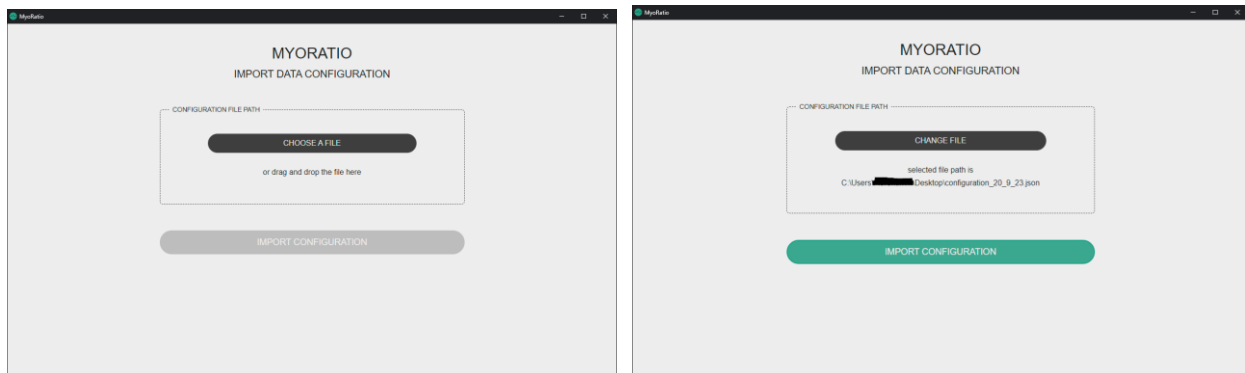 MyoRatio
MYORATIO
IMPORT DATA CONFIGURATION
CONFIGURATION FILE PATH
CHOOSE A FILE
or drag and drop the file here
IMPORT CONFIGURATION
MyoRatio
MYORATIO
IMPORT DATA CONFIGURATION
CONFIGURATION FILE PATH
CHANGE FILE
selected file path is
C:\Users\ \Desktop\configuration_20_9_23.json
IMPORT CONFIGURATION